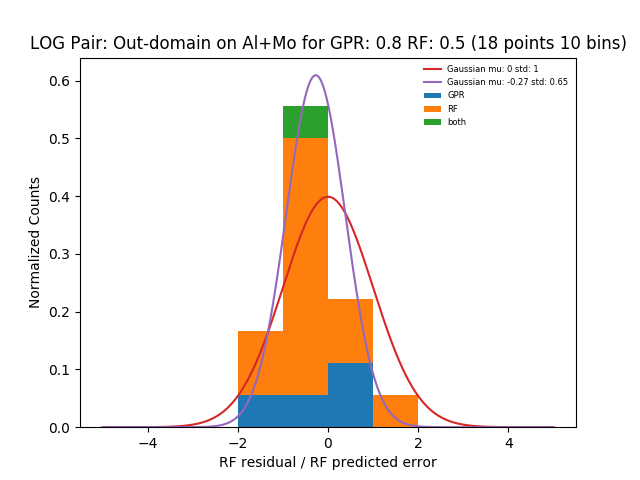 LOG Pair: Out-domain on Al+Mo for GPR: 0.8 RF: 0.5 (18 points 10 bins)
Gaussian mu: 0 std: 1
Gaussian mu: -0.27 std: 0.65
GPR
RF
both
Normalized Counts
0.6
0.5
0.4
0.3
0.2
0.1
0.0
−4 −2 0 2 4
RF residual / RF predicted error